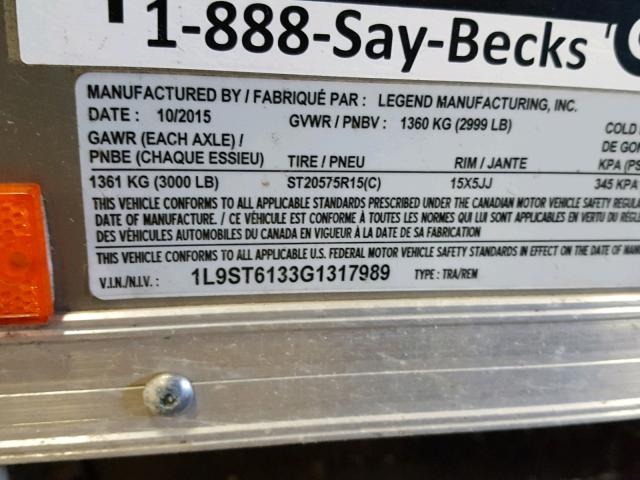 1-888-Say-Becks
MANUFACTURED BY / FABRIQUÉ PAR : LEGEND MANUFACTURING, INC.
DATE : 10/2015 GVWR / PNBV : 1360 KG (2999 LB) COLD
GAWR (EACH AXLE) / DE GON
PNBE (CHAQUE ESSIEU) TIRE / PNEU RIM / JANTE KPA (PS
1361 KG (3000 LB) ST20575R15(C) 15X5JJ 345 KPA
THIS VEHICLE CONFORMS TO ALL APPLICABLE STANDARDS PRESCRIBED UNDER THE CANADIAN MOTOR VEHICLE SAFETY
DATE OF MANUFACTURE. / CE VÉHICULE EST CONFORME À TOUTES LES NORMES QUI LUI SONT APPLICABLES EN VERTU DU RÉG
DES VÉHICULES AUTOMOBILES DU CANADA EN VIGUEUR À LA DATE DE SA FABRICATION
THIS VEHICLE CONFORMS TO ALL APPLICABLE U.S. FEDERAL MOTOR VEHICLE SAFETY STANDARDS IN EFFECT ON THE
V.I.N./N.I.V.: 1L9ST6133G1317989 TYPE : TRA/REM